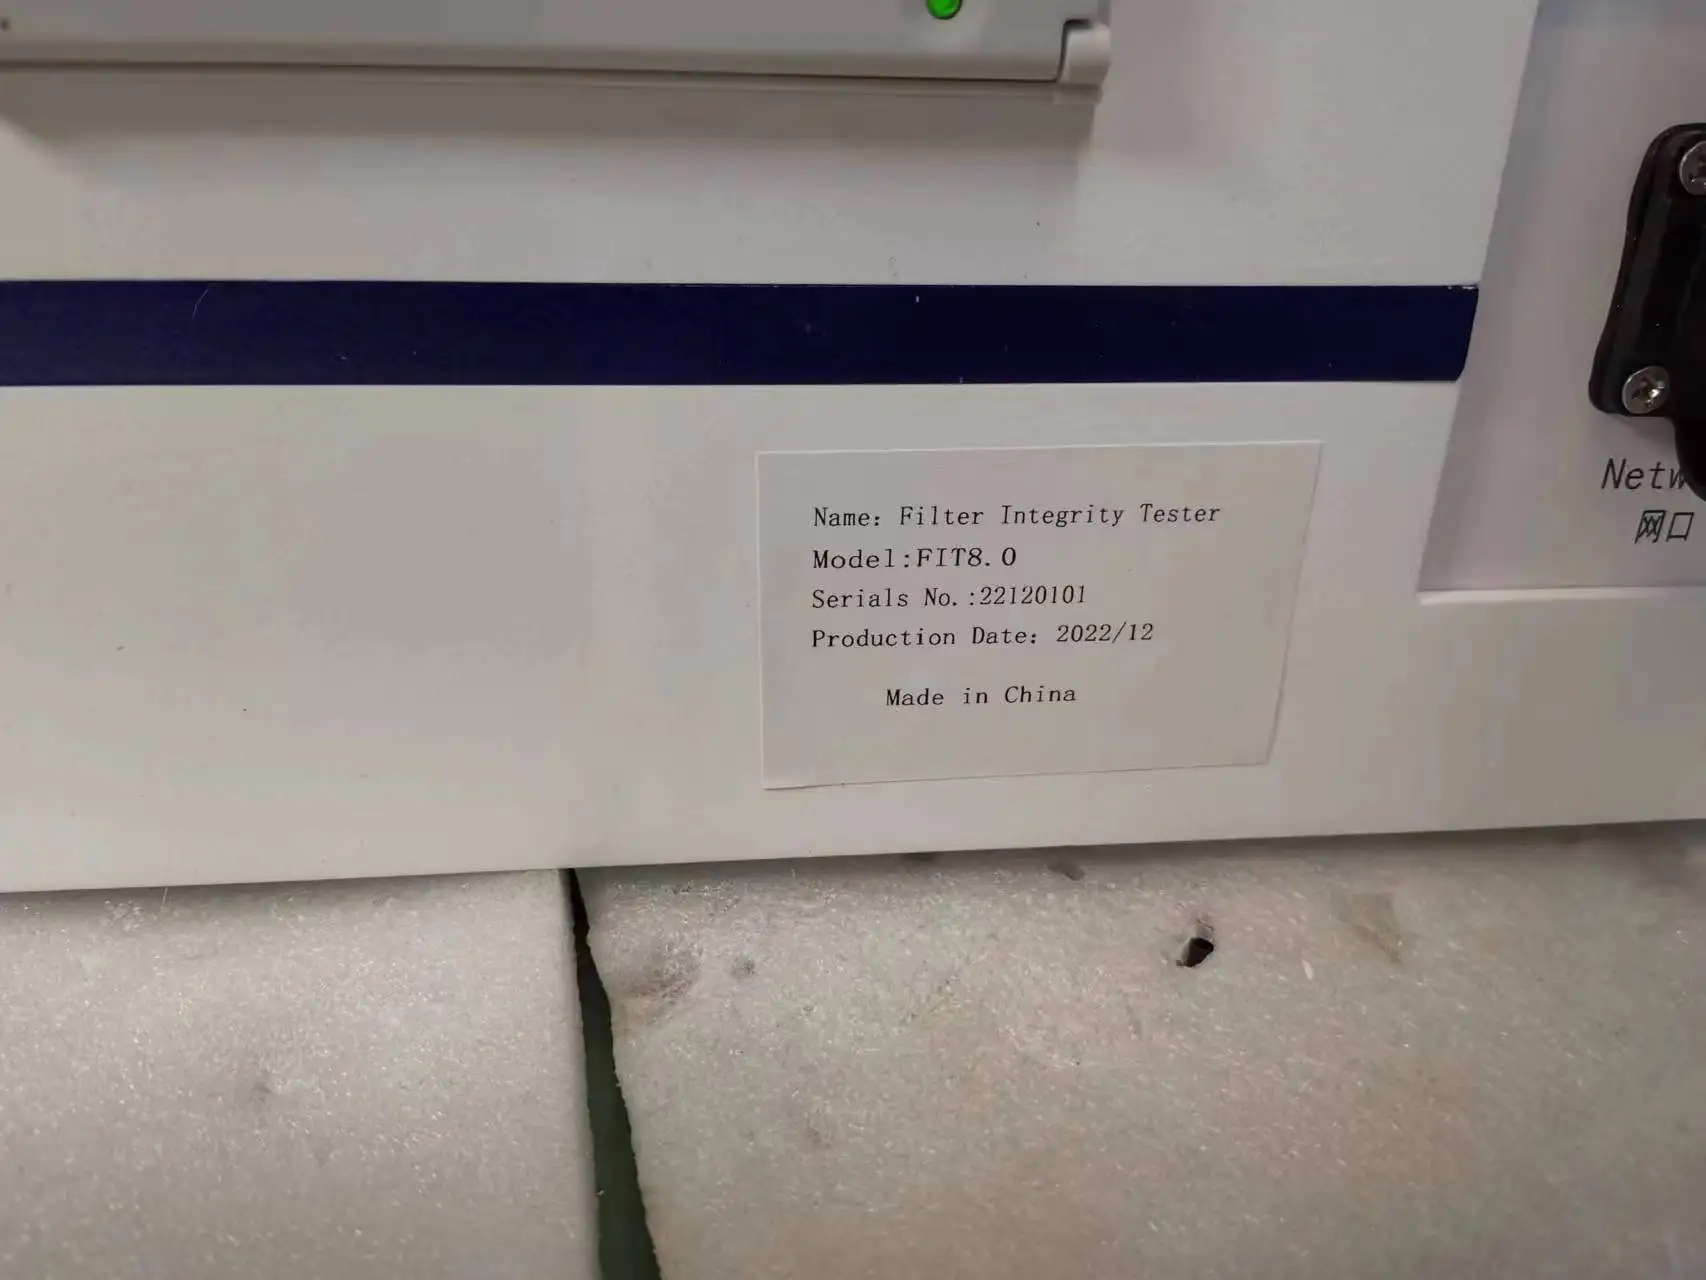 Name: Filter Integrity Tester
Model:FIT8.0
Serials No.:22120101
Production Date: 2022/12
Made in China
网口